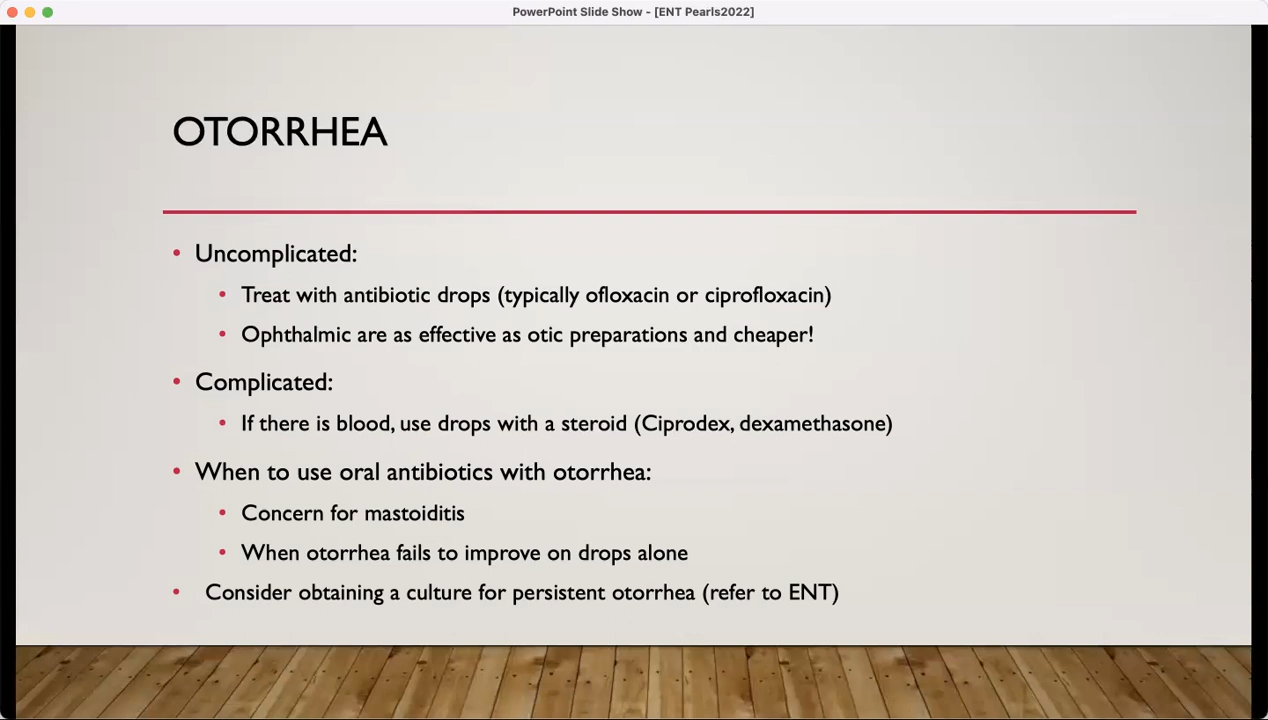 PowerPoint Slide Show - [ENT Pearls2022]
OTORRHEA
• Uncomplicated:
• Treat with antibiotic drops (typically ofloxacin or ciprofloxacin)
• Ophthalmic are as effective as otic preparations and cheaper!
• Complicated:
• If there is blood, use drops with a steroid (Ciprodex, dexamethasone)
• When to use oral antibiotics with otorrhea:
• Concern for mastoiditis
• When otorrhea fails to improve on drops alone
• Consider obtaining a culture for persistent otorrhea (refer to ENT)